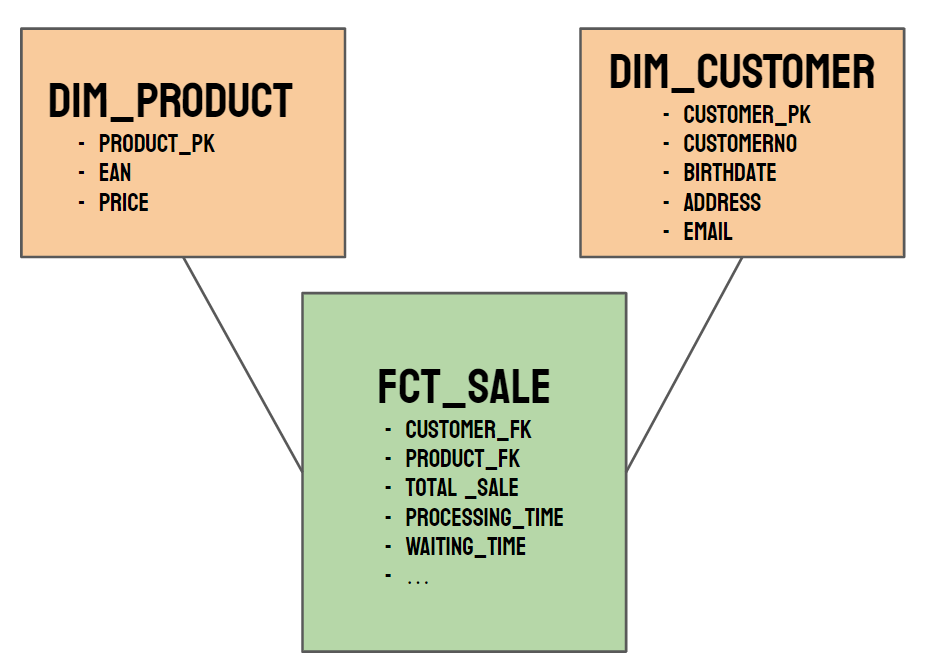 DIM_PRODUCT
- PRODUCT_PK
- EAN
- PRICE
DIM_CUSTOMER
- CUSTOMER_PK
- CUSTOMERNO
- BIRTHDATE
- ADDRESS
- EMAIL
FCT_SALE
- CUSTOMER_FK
- PRODUCT_FK
- TOTAL _SALE
- PROCESSING_TIME
- WAITING_TIME
- ...